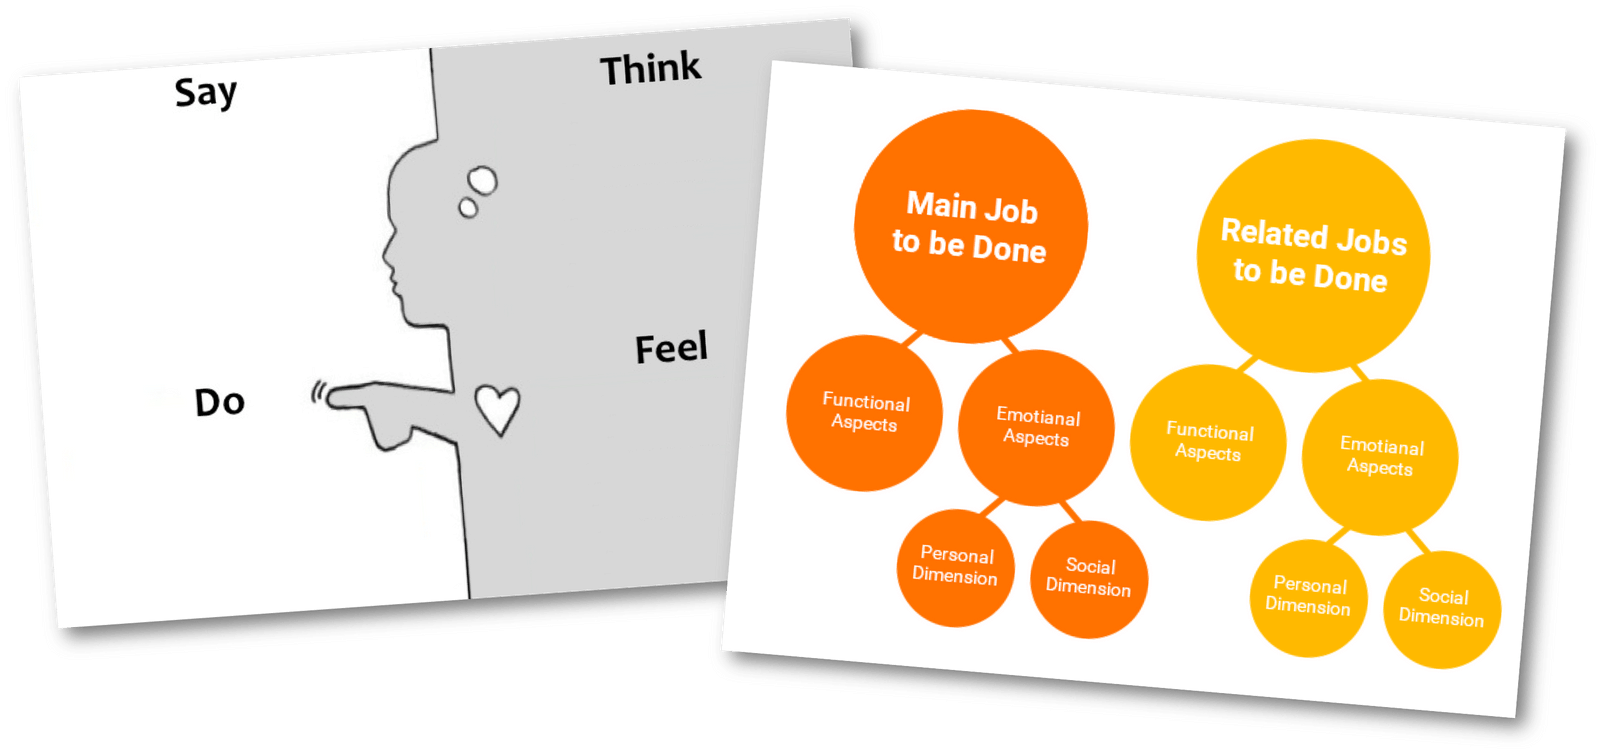 Say
Think
Do
Feel
Main Job
to be Done
Functional
Aspects
Emotianal
Aspects
Personal
Dimension
Social
Dimension
Related Jobs
to be Done
Functional
Aspects
Emotianal
Aspects
Personal
Dimension
Social
Dimension